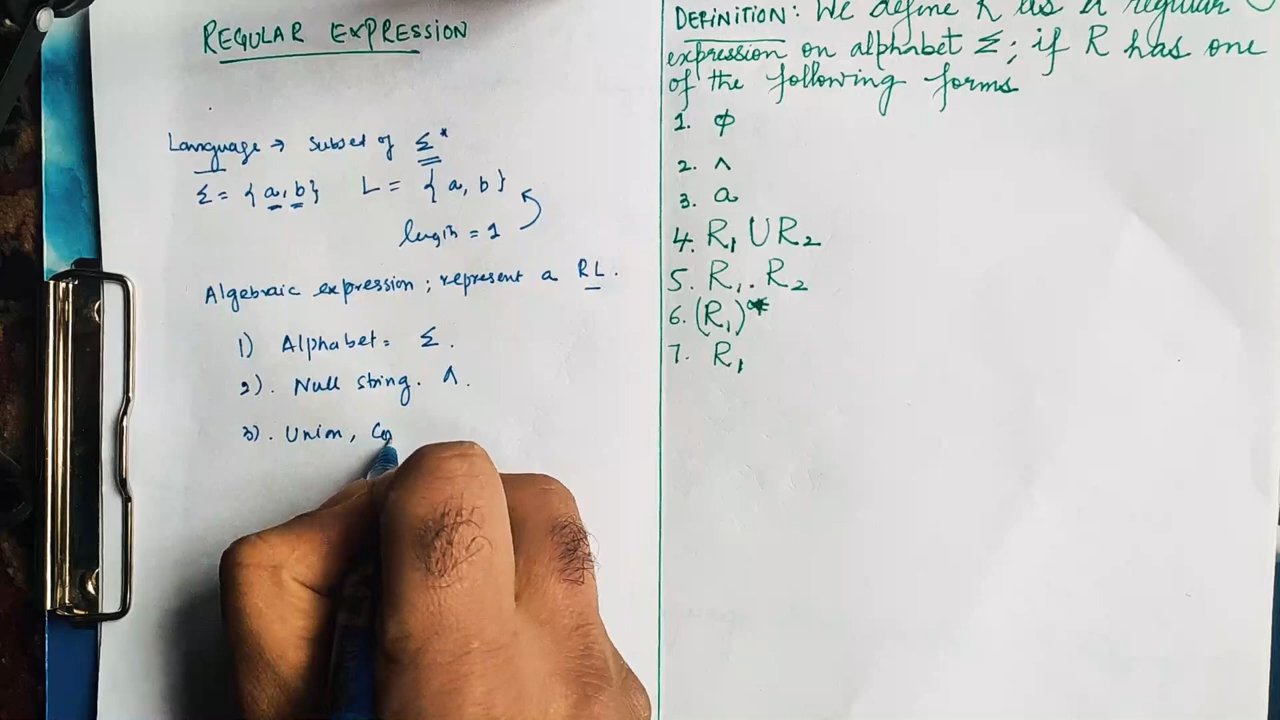 REGULAR EXPRESSION
Language → Subset of Σ*
Σ = {a, b} L = {a, b}
length = 1
Algebraic expression ; represent a RL.
1) Alphabet = Σ.
2). Null string. ∧.
3). Union, Co
DEFINITION: We define R as a regular
expression on alphabet Σ; if R has one
of the following forms
1. φ
2. ∧
3. a
4. R₁ ∪ R₂
5. R₁ . R₂
6. (R₁)*
7. R₁